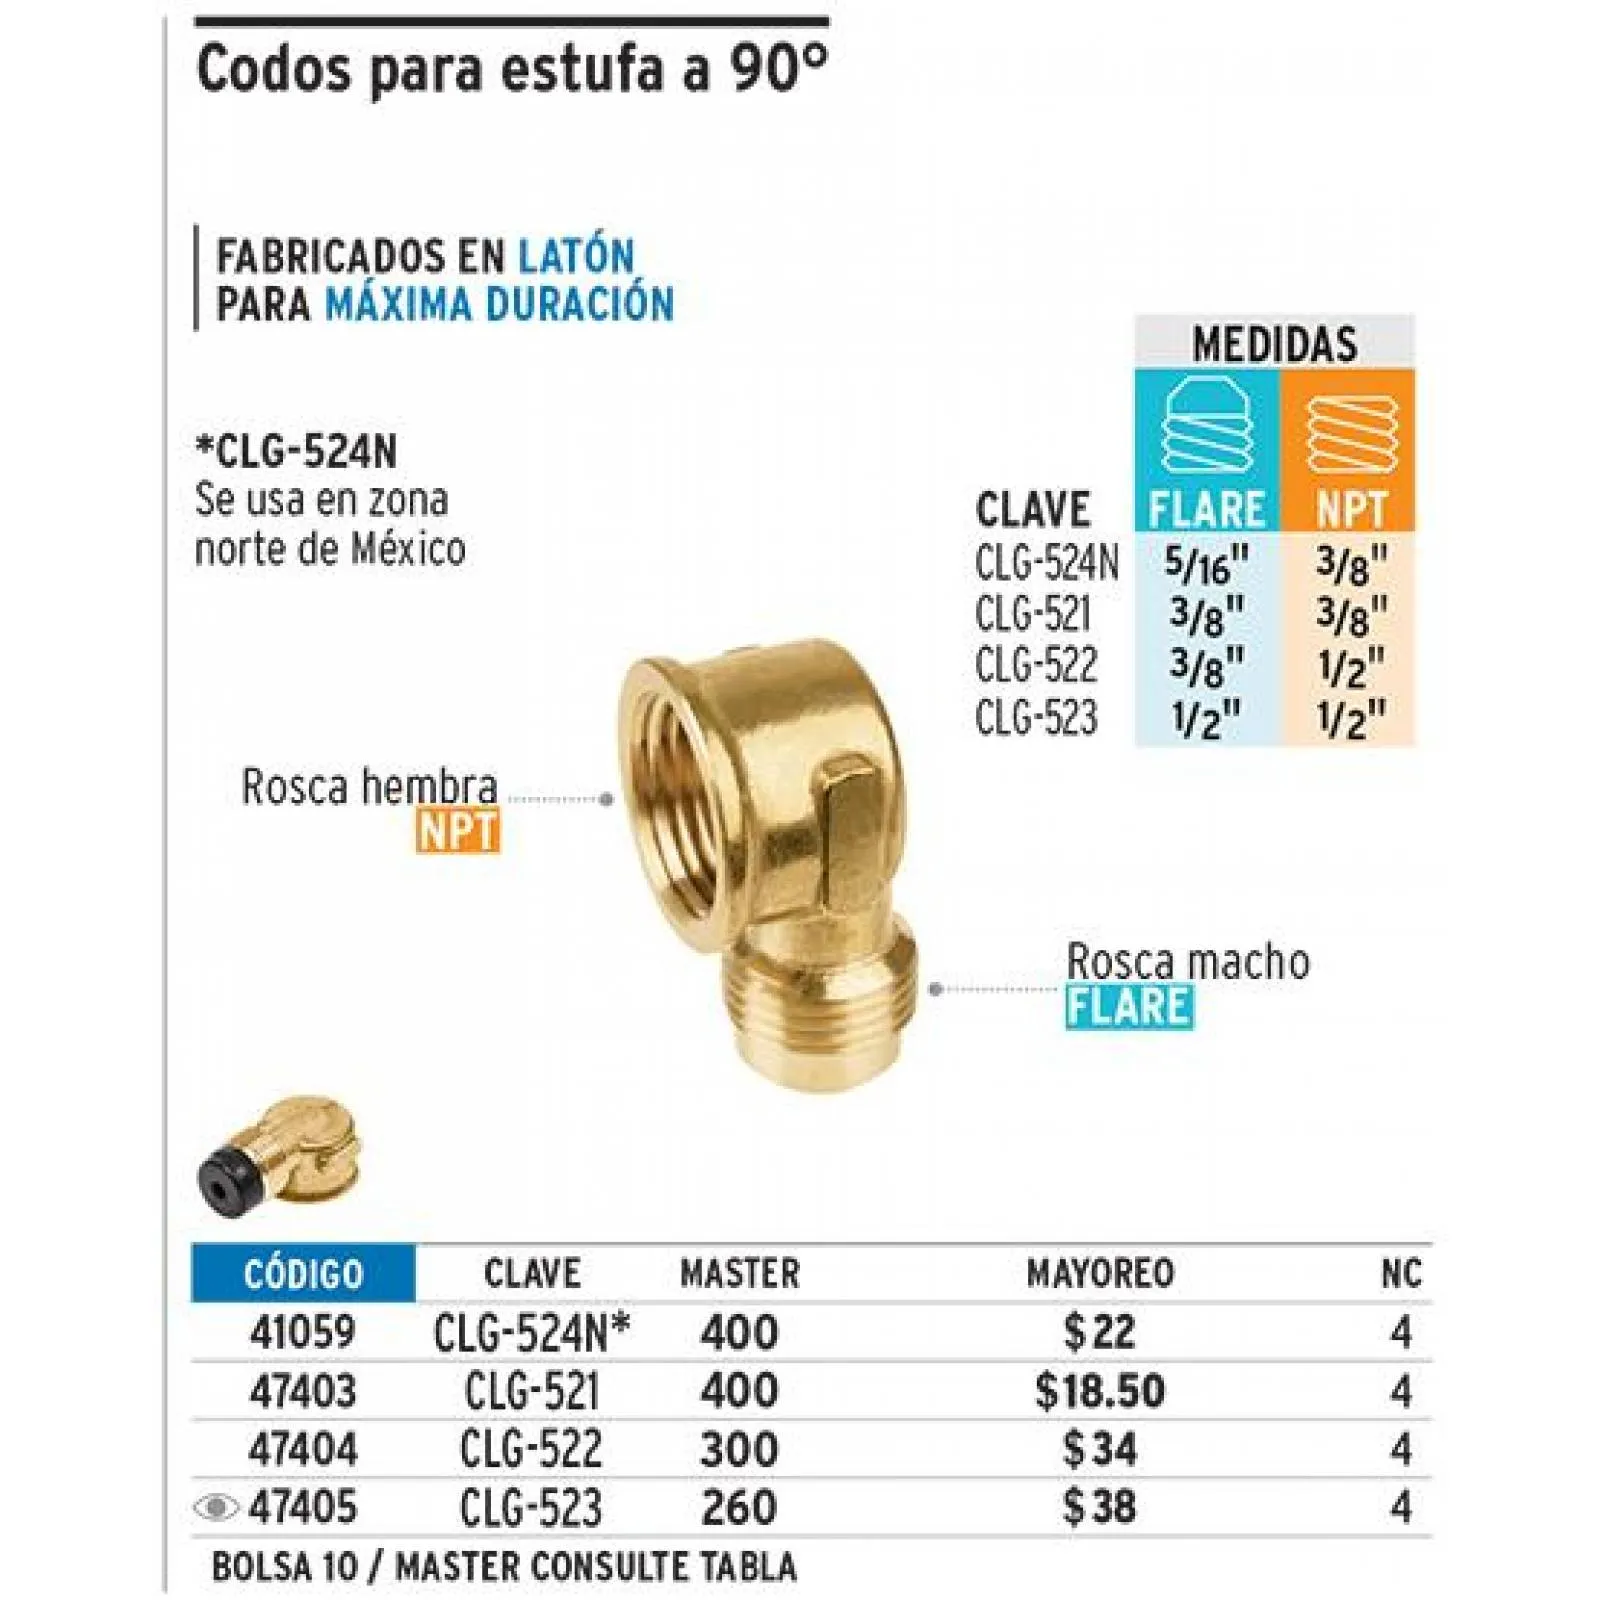 Codos para estufa a 90°
FABRICADOS EN LATÓN
PARA MÁXIMA DURACIÓN
*CLG-524N
Se usa en zona
norte de México
MEDIDAS
CLAVE FLARE NPT
CLG-524N 5/16" 3/8"
CLG-521 3/8" 3/8"
CLG-522 3/8" 1/2"
CLG-523 1/2" 1/2"
Rosca hembra
NPT
Rosca macho
FLARE
CÓDIGO CLAVE MASTER MAYOREO NC
41059 CLG-524N* 400 $22 4
47403 CLG-521 400 $18.50 4
47404 CLG-522 300 $34 4
47405 CLG-523 260 $38 4
BOLSA 10 / MASTER CONSULTE TABLA